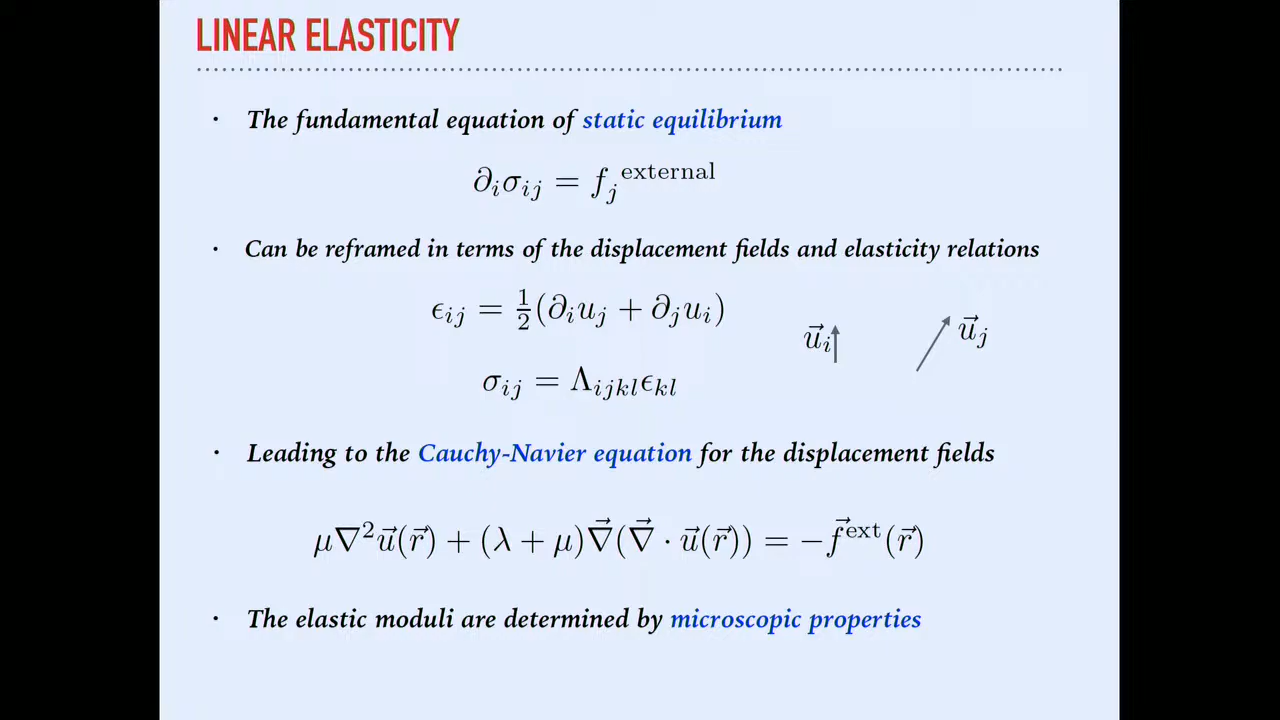 LINEAR ELASTICITY
• The fundamental equation of static equilibrium
∂ᵢσᵢⱼ = fⱼ^external
• Can be reframed in terms of the displacement fields and elasticity relations
ϵᵢⱼ = ½(∂ᵢuⱼ + ∂ⱼuᵢ)
u⃗ᵢ u⃗ⱼ
σᵢⱼ = Λᵢⱼₖₗϵₖₗ
• Leading to the Cauchy-Navier equation for the displacement fields
μ∇²u⃗(r⃗) + (λ + μ)∇⃗(∇⃗ · u⃗(r⃗)) = −f⃗^ext(r⃗)
• The elastic moduli are determined by microscopic properties